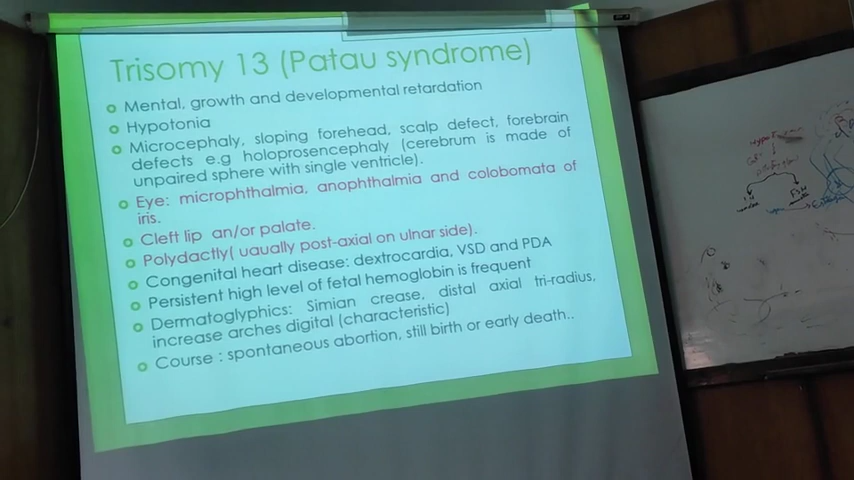 Trisomy 13 (Patau syndrome)
Mental, growth and developmental retardation
Hypotonia
Microcephaly, sloping forehead, scalp defect, forebrain
defects e.g holoprosencephaly (cerebrum is made of
unpaired sphere with single ventricle).
Eye: microphthalmia, anophthalmia and colobomata of
iris.
Cleft lip an/or palate.
Polydactly( uaually post-axial on ulnar side).
Congenital heart disease: dextrocardia, VSD and PDA
Persistent high level of fetal hemoglobin is frequent
Dermatoglyphics: Simian crease, distal axial tri-radius,
increase arches digital (characteristic)
Course : spontaneous abortion, still birth or early death..